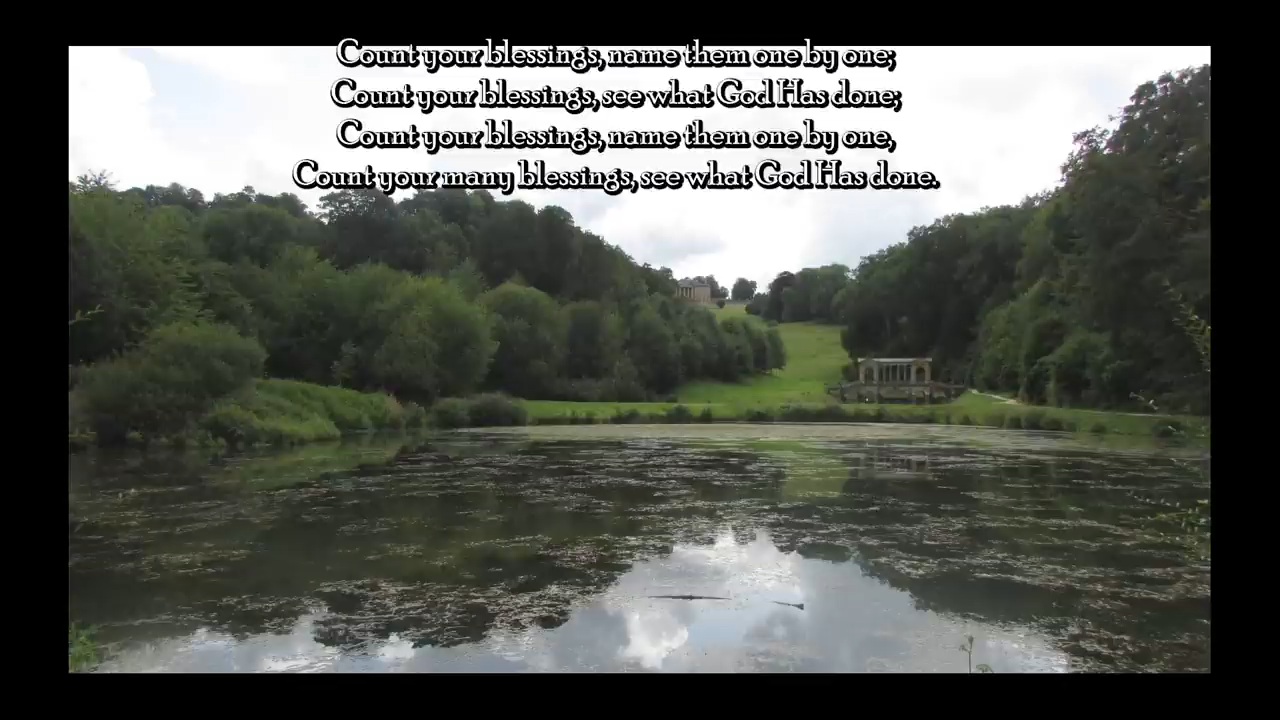 Count your blessings, name them one by one;
Count your blessings, see what God Has done;
Count your blessings, name them one by one,
Count your many blessings, see what God Has done.